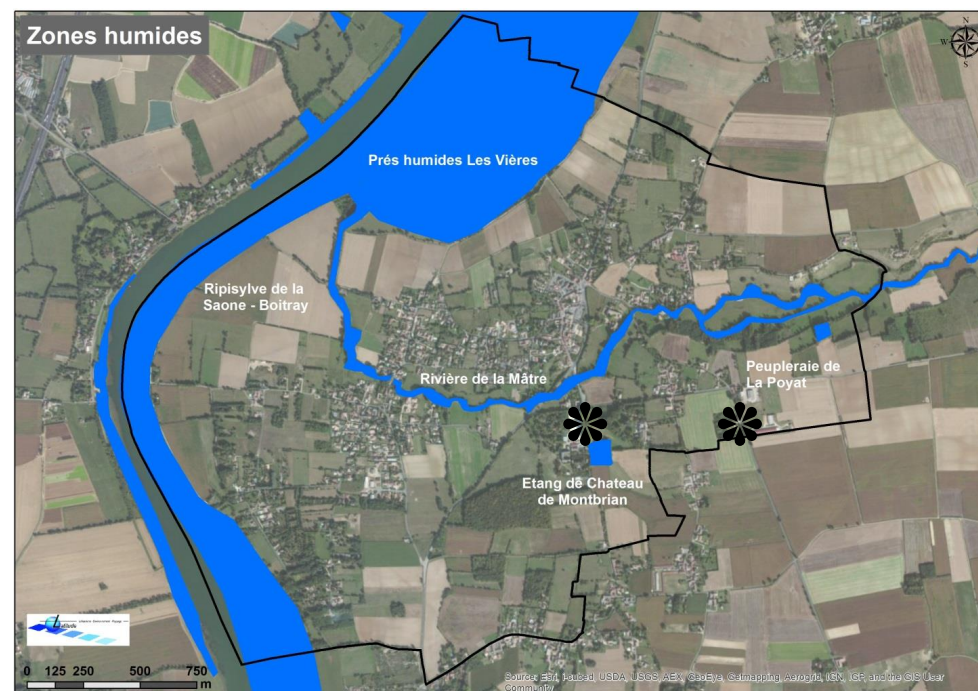 Zones humides
N
W
E
S
Prés humides Les Vières
Ripisylve de la
Saone - Boitray
Rivière de la Mâtre
Peupleraie de
La Poyat
Etang de Chateau
de Montbrian
0 125 250 500 750
m
Source: Esri, i-cubed, USDA, USGS, AEX, GeoEye, Getmapping, Aerogrid, IGN, IGP, and the GIS User
Community